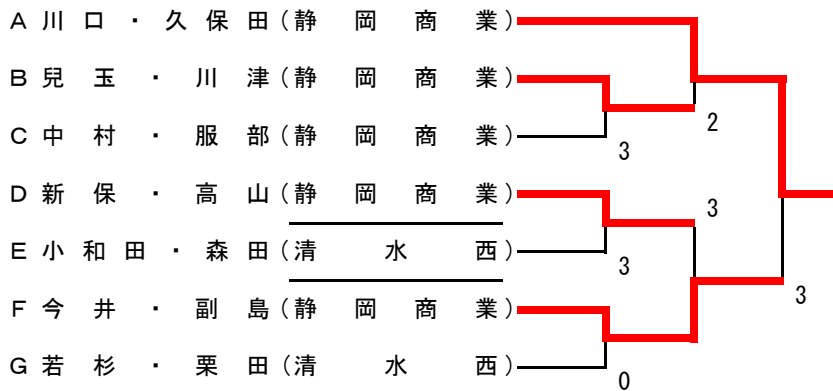 A 川口・久保田(静岡商業)
B 兒玉・川津(静岡商業)
2
C 中村・服部(静岡商業)
3
D 新保・高山(静岡商業)
3
E 小和田・森田(清水西)
3
F 今井・副島(静岡商業)
3
G 若杉・栗田(清水西)
0